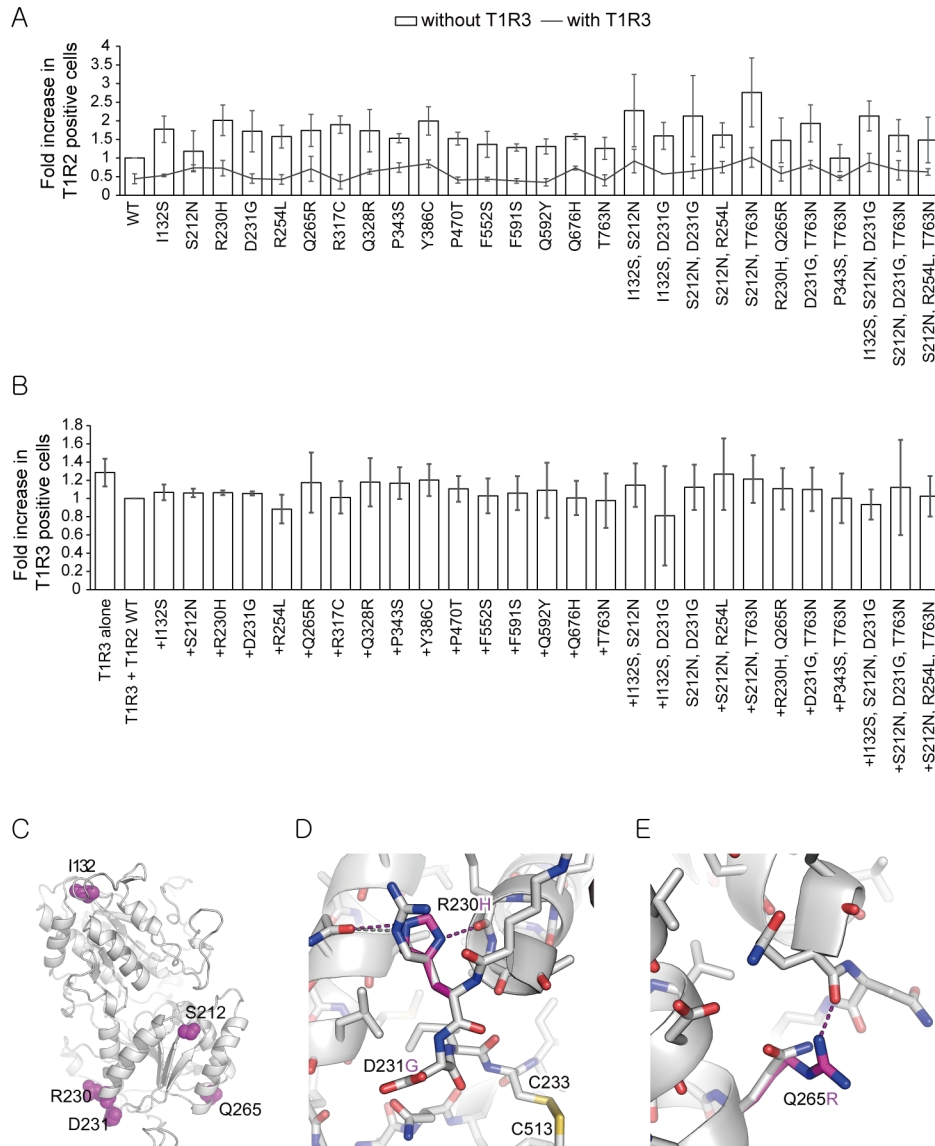 A
without T1R3 with T1R3
Fold increase in
T1R2 positive cells
4
3.5
3
2.5
2
1.5
1
0.5
0
WT
I132S
S212N
R230H
D231G
R254L
Q265R
R317C
Q328R
P343S
Y386C
P470T
F552S
F591S
Q592Y
Q676H
T763N
I132S, S212N
I132S, D231G
S212N, D231G
S212N, R254L
S212N, T763N
R230H, Q265R
D231G, T763N
P343S, T763N
I132S, S212N, D231G
S212N, D231G, T763N
S212N, R254L, T763N
B
Fold increase in
T1R3 positive cells
1.8
1.6
1.4
1.2
1
0.8
0.6
0.4
0.2
0
T1R3 alone
T1R3 + T1R2 WT
+I132S
+S212N
+R230H
+D231G
+R254L
+Q265R
+R317C
+Q328R
+P343S
+Y386C
+P470T
+F552S
+F591S
+Q592Y
+Q676H
+T763N
+I132S, S212N
+I132S, D231G
S212N, D231G
+S212N, R254L
+S212N, T763N
+R230H, Q265R
+D231G, T763N
+P343S, T763N
+I132S, S212N, D231G
+S212N, D231G, T763N
+S212N, R254L, T763N
C
I132
S212
R230
D231
Q265
D
R230H
D231G
C233
C513
E
Q265R